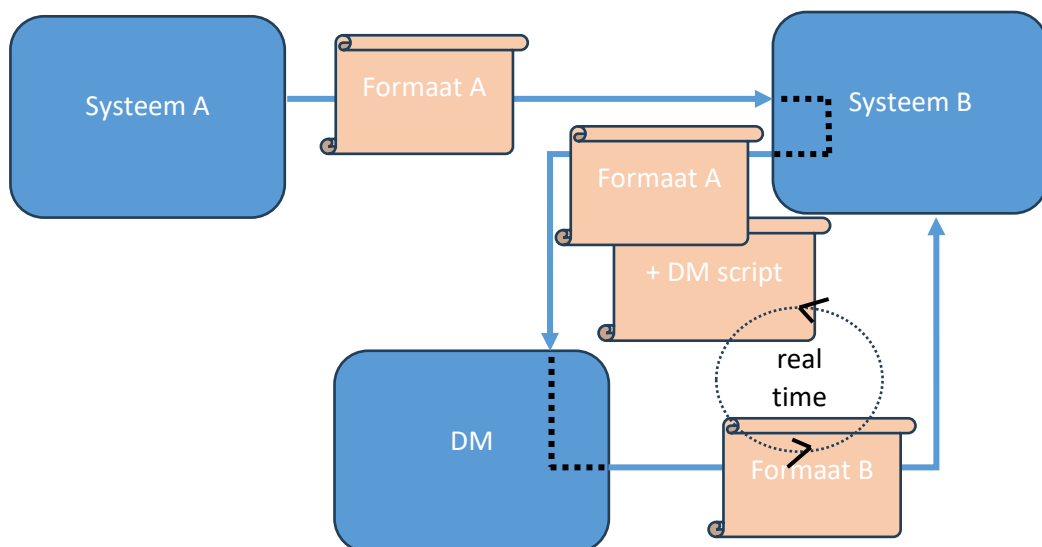 Systeem A
Formaat A
Systeem B
Formaat A
+ DM script
real
time
DM
Formaat B